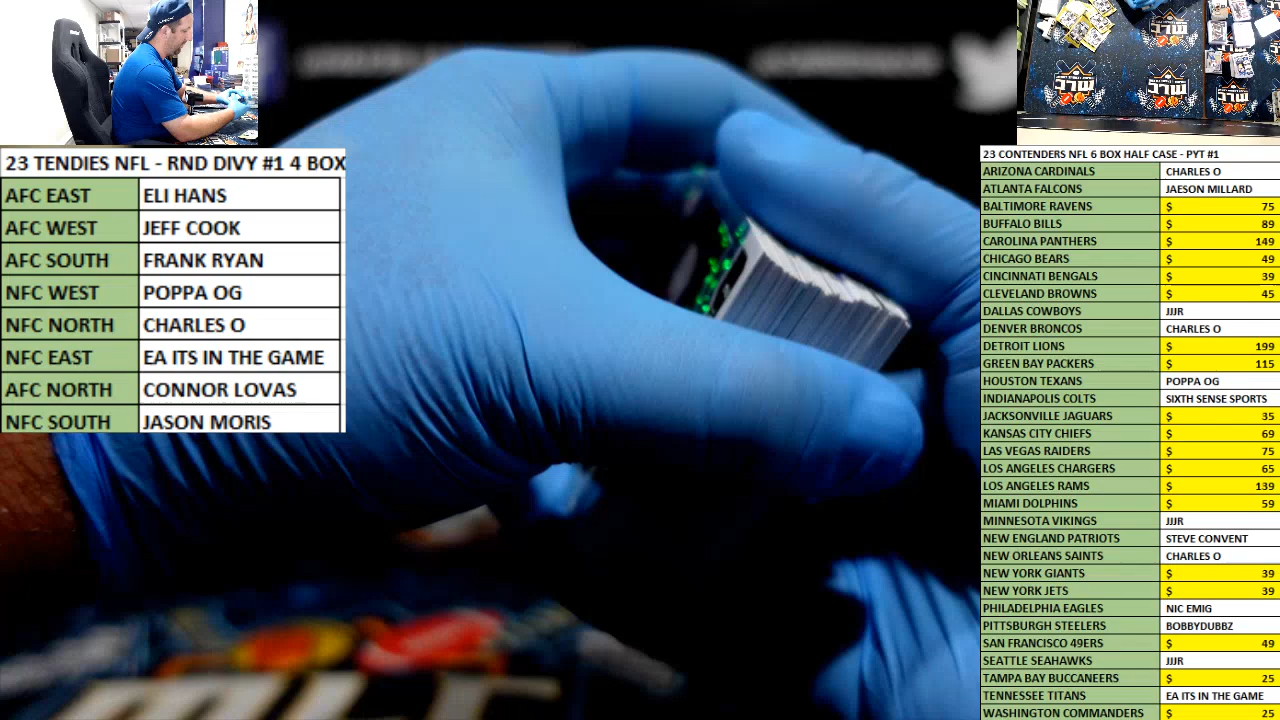 23 TENDIES NFL - RND DIVY #1 4 BOX
AFC EAST ELI HANS
AFC WEST JEFF COOK
AFC SOUTH FRANK RYAN
NFC WEST POPPA OG
NFC NORTH CHARLES O
NFC EAST EA ITS IN THE GAME
AFC NORTH CONNOR LOVAS
NFC SOUTH JASON MORIS
23 CONTENDERS NFL 6 BOX HALF CASE - PYT #1
ARIZONA CARDINALS CHARLES O
ATLANTA FALCONS JAESON MILLARD
BALTIMORE RAVENS $ 75
BUFFALO BILLS $ 89
CAROLINA PANTHERS $ 149
CHICAGO BEARS $ 49
CINCINNATI BENGALS $ 39
CLEVELAND BROWNS $ 45
DALLAS COWBOYS JJJR
DENVER BRONCOS CHARLES O
DETROIT LIONS $ 199
GREEN BAY PACKERS $ 115
HOUSTON TEXANS POPPA OG
INDIANAPOLIS COLTS SIXTH SENSE SPORTS
JACKSONVILLE JAGUARS $ 35
KANSAS CITY CHIEFS $ 69
LAS VEGAS RAIDERS $ 75
LOS ANGELES CHARGERS $ 65
LOS ANGELES RAMS $ 139
MIAMI DOLPHINS $ 59
MINNESOTA VIKINGS JJJR
NEW ENGLAND PATRIOTS STEVE CONVENT
NEW ORLEANS SAINTS CHARLES O
NEW YORK GIANTS $ 39
NEW YORK JETS $ 39
PHILADELPHIA EAGLES NIC EMIG
PITTSBURGH STEELERS BOBBYDUBBZ
SAN FRANCISCO 49ERS $ 49
SEATTLE SEAHAWKS JJJR
TAMPA BAY BUCCANEERS $ 25
TENNESSEE TITANS EA ITS IN THE GAME
WASHINGTON COMMANDERS $ 25